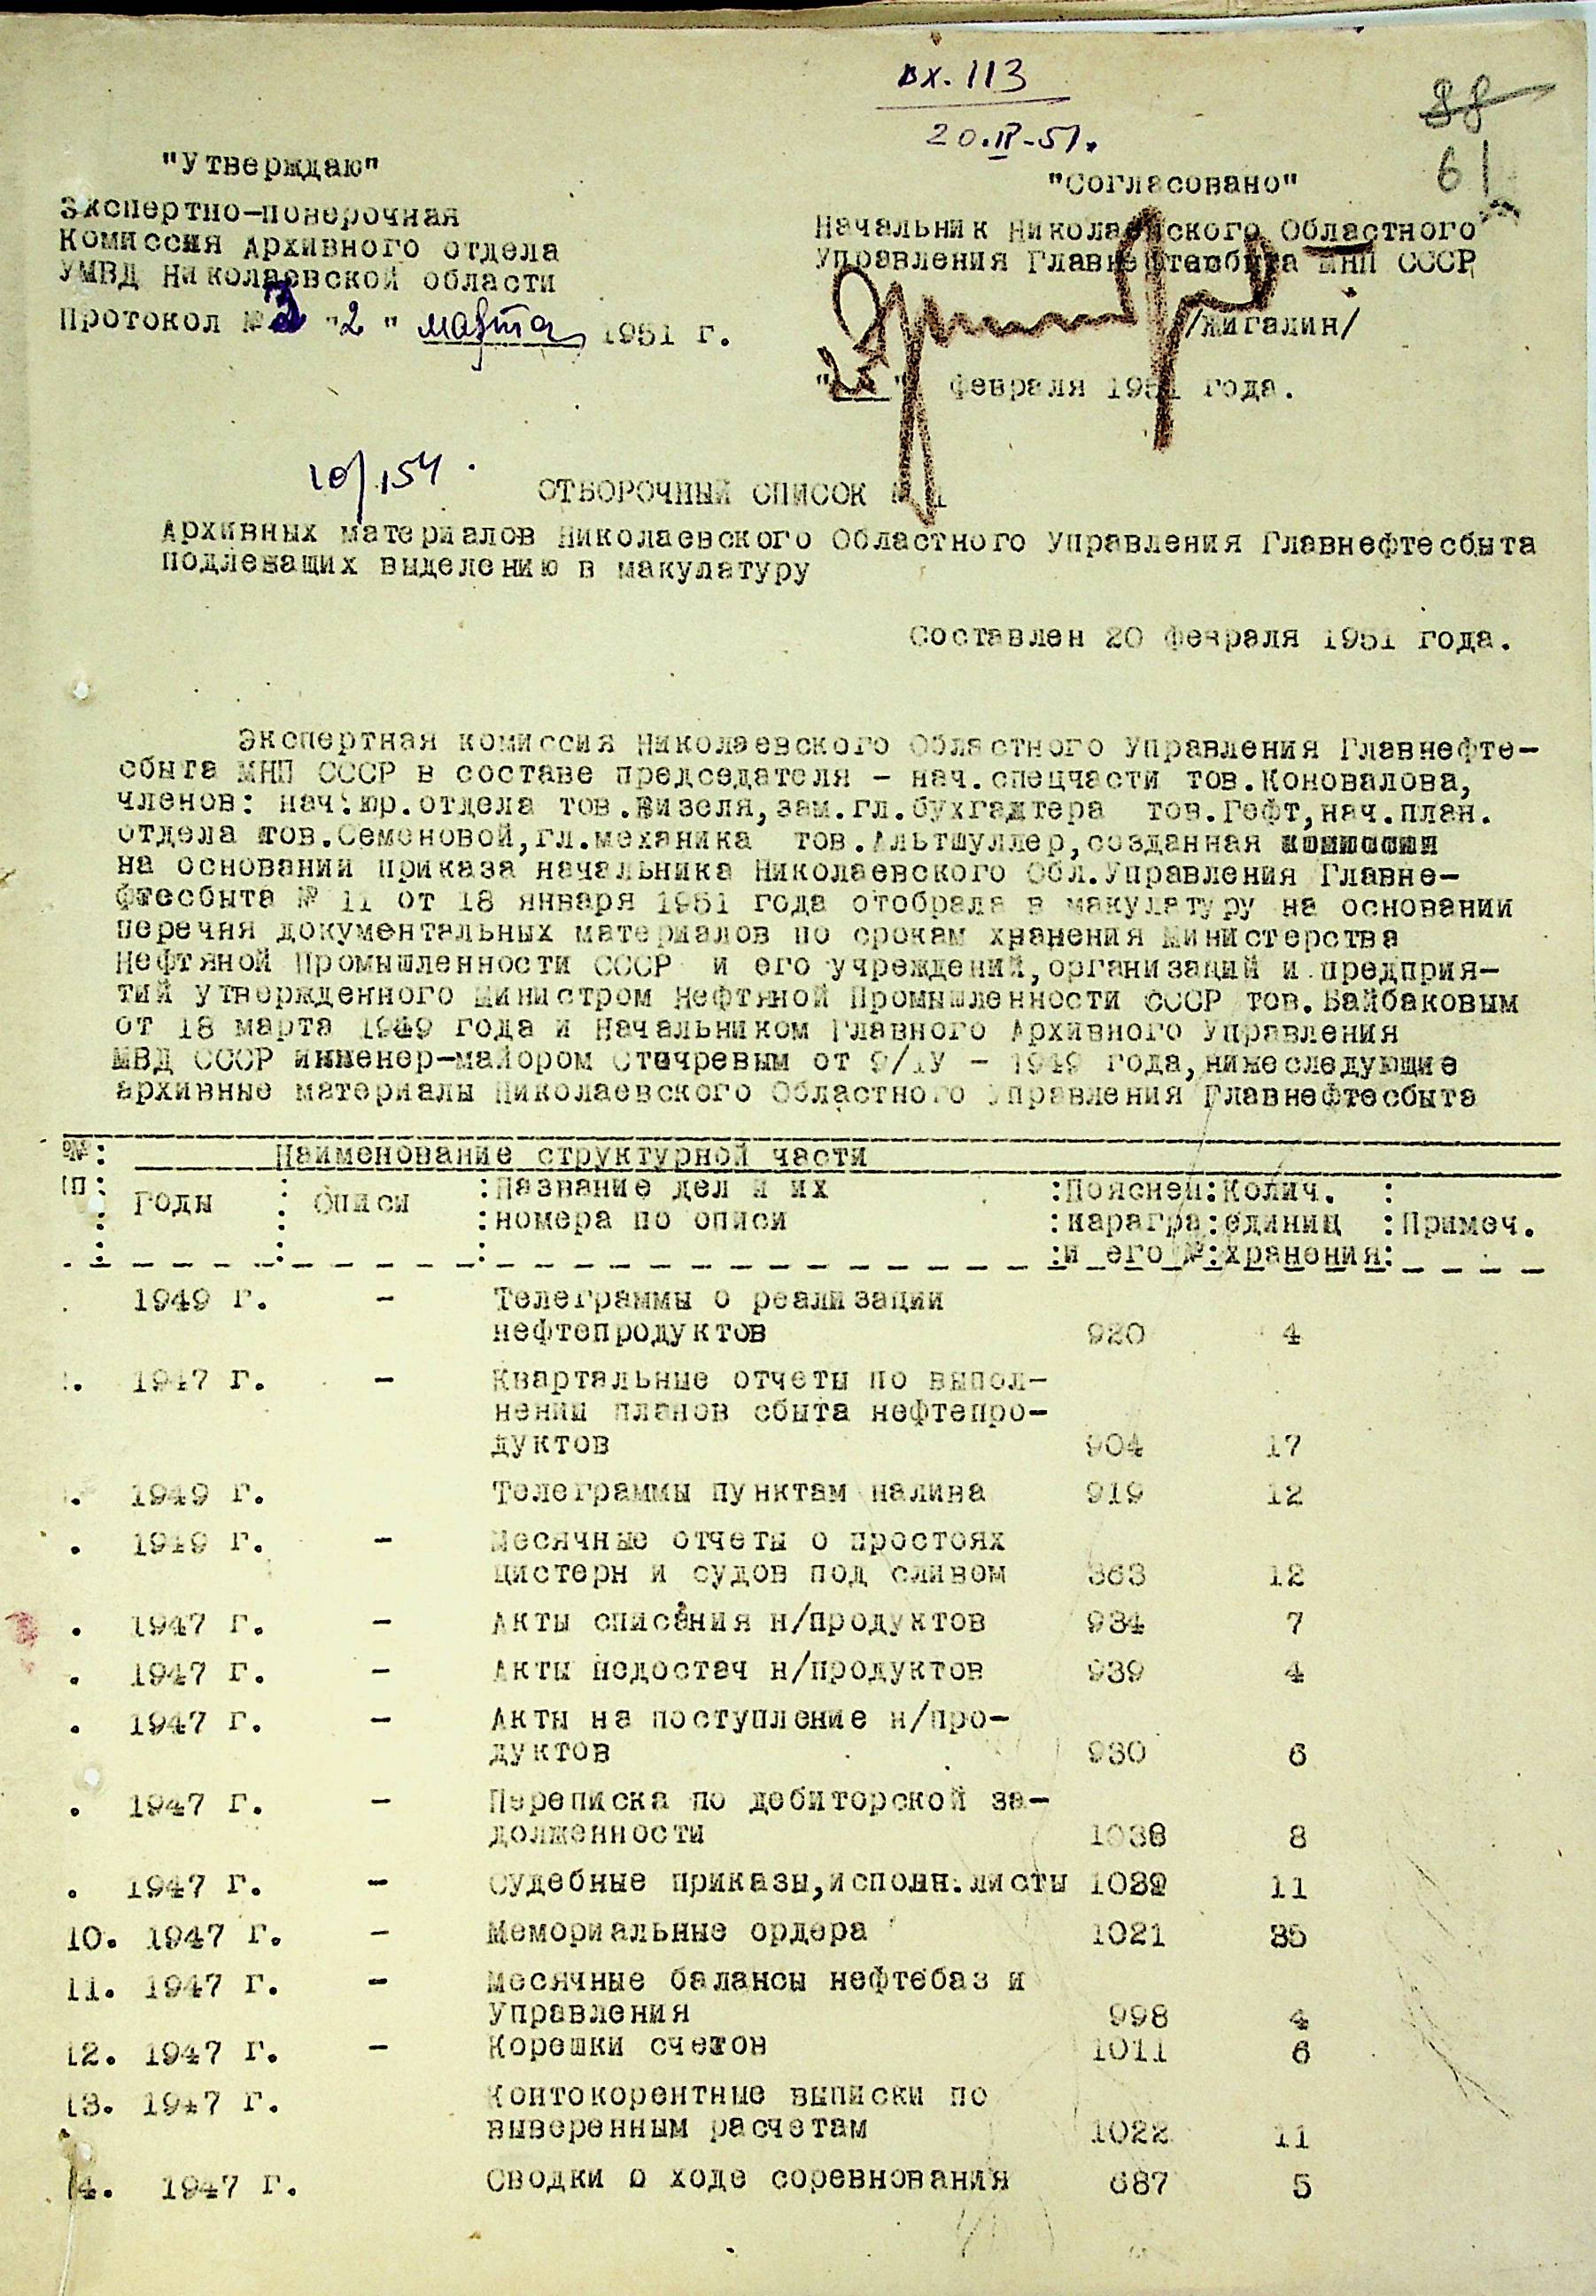 вх. 113
20.II-51.
38
61
"Утверждаю"
Экспертно-поверочная
Комиссия Архивного отдела
УМВД Николаевской области
Протокол № 3 "2" марта 1951 г.
"Согласовано"
Начальник Николаевского Областного
Управления Главнефтесбыта МНП СССР
/Жигалин/
" " февраля 1951 года.
10/154.
ОТБОРОЧНЫЙ СПИСОК № 1
Архивных материалов Николаевского Областного Управления Главнефтесбыта
подлежащих выделению в макулатуру
Составлен 20 февраля 1951 года.
Экспертная комиссия Николаевского Областного Управления Главнефте-
сбыта МНП СССР в составе председателя - нач.спецчасти тов.Коновалова,
членов: нач.юр.отдела тов.Визеля,зам.гл.бухгалтера тов.Гефт,нач.план.
отдела тов.Семеновой,гл.механика тов.Альтшуллер,созданная комиссия
на основании приказа начальника Николаевского Обл.Управления Главне-
фтесбыта № 11 от 18 января 1951 года отобрала в макулатуру на основании
перечня документальных материалов по срокам хранения Министерства
Нефтяной Промышленности СССР и его учреждений,организаций и предприя-
тий утвержденного Министром Нефтяной Промышленности СССР тов.Байбаковым
от 18 марта 1949 года и Начальником Главного Архивного Управления
МВД СССР инженер-майором Стычревым от 9/IУ - 1949 года,нижеследующие
архивные материалы Николаевского Областного Управления Главнефтесбыта
№№: Наименование структурной части
пп: Годы : Описи :Название дел и их :Пояснен:Колич. :
: : :номера по описи :карагра:единиц :Примеч.
: : : :и его №:хранения:
. 1949 г. - Телеграммы о реализации
нефтепродуктов 920 4
. 1947 г. - Квартальные отчеты по выпол-
нении планов сбыта нефтепро-
дуктов 904 17
. 1949 г. Телеграммы пунктам налива 919 12
. 1949 г. - Месячные отчеты о простоях
цистерн и судов под сливом 363 12
. 1947 г. - Акты списания н/продуктов 934 7
. 1947 г. - Акты недостач н/продуктов 939 4
. 1947 г. - Акты на поступление н/про-
дуктов 930 6
. 1947 г. - Переписка по дебиторской за-
долженности 1038 8
. 1947 г. - Судебные приказы,исполн.листы 1032 11
10. 1947 г. - Мемориальные ордера 1021 35
11. 1947 г. - Месячные балансы нефтебаз и
Управления 998 4
12. 1947 г. - Корешки счетон 1011 6
13. 1947 г. Контокорентные выписки по
выверенным расчетам 1022 11
14. 1947 г. Сводки о ходе соревнования 687 5